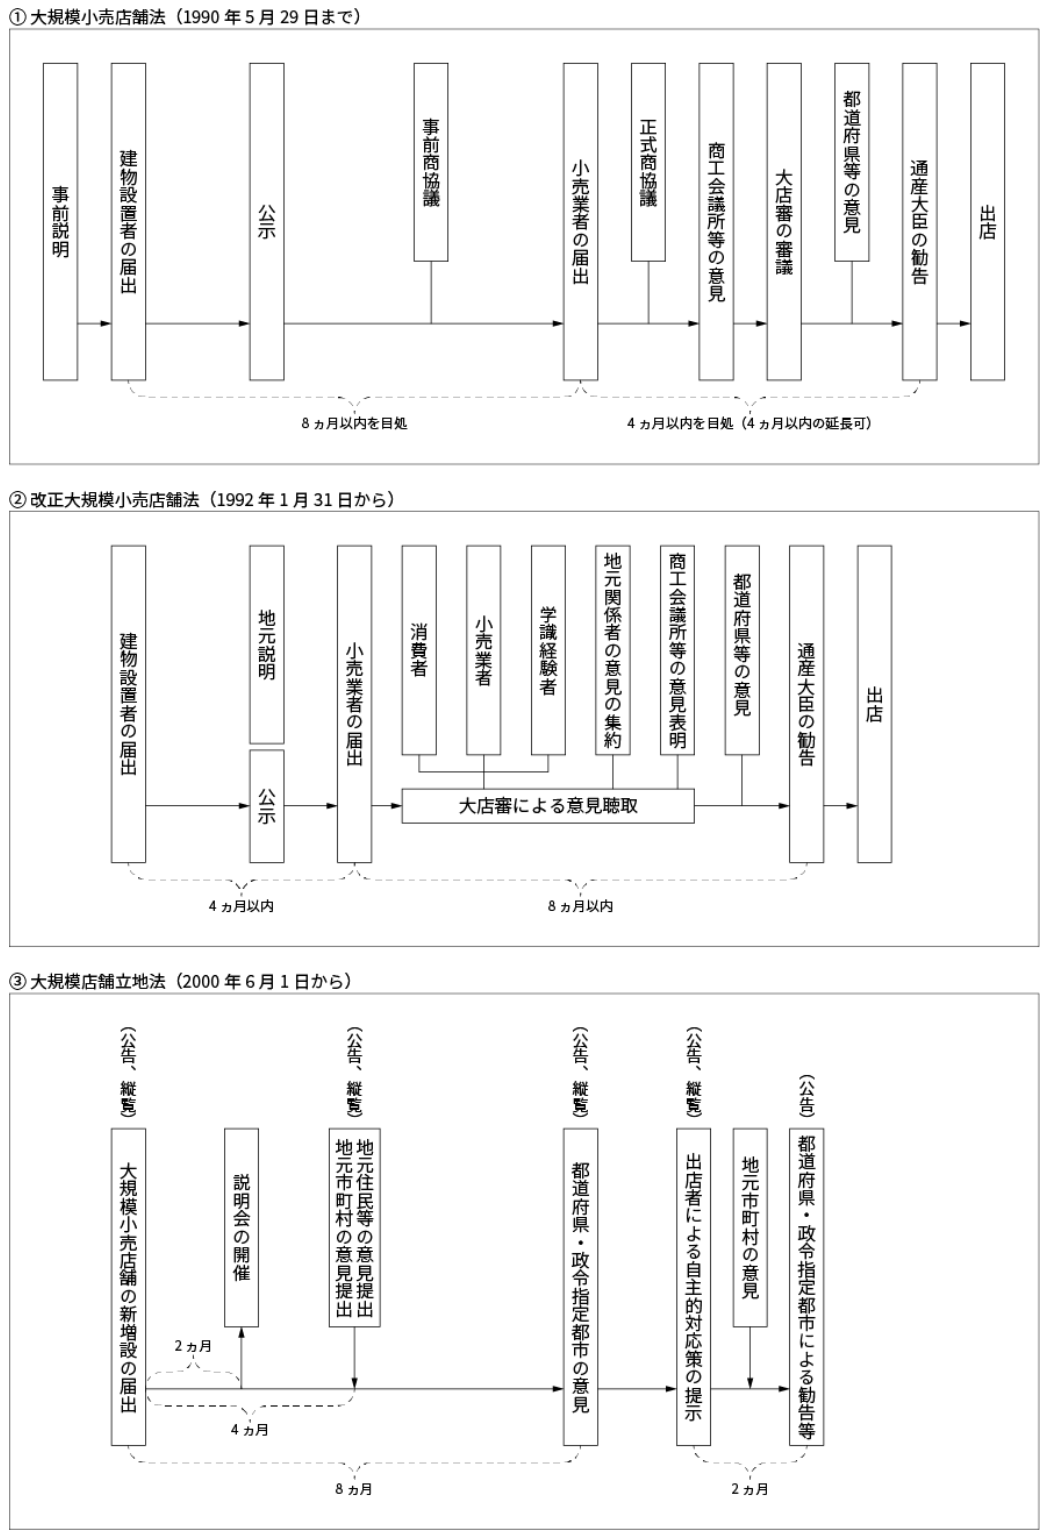 ① 大規模小売店舗法（1990 年 5 月 29 日まで）
事前説明
建物設置者の届出
公示
事前商協議
小売業者の届出
正式商協議
商工会議所等の意見
大店審の審議
都道府県等の意見
通産大臣の勧告
出店
8 ヵ月以内を目処
4 ヵ月以内を目処（4 ヵ月以内の延長可）
② 改正大規模小売店舗法（1992 年 1 月 31 日から）
建物設置者の届出
地元説明
公示
小売業者の届出
消費者
小売業者
学識経験者
地元関係者の意見の集約
商工会議所等の意見表明
都道府県等の意見
通産大臣の勧告
出店
大店審による意見聴取
4 ヵ月以内
8 ヵ月以内
③ 大規模店舗立地法（2000 年 6 月 1 日から）
（公告、縦覧）
大規模小売店舗の新増設の届出
説明会の開催
（公告、縦覧）
地元住民等の意見提出
地元市町村の意見提出
（公告、縦覧）
都道府県・政令指定都市の意見
（公告、縦覧）
出店者による自主的対応策の提示
地元市町村の意見
（公告）
都道府県・政令指定都市による勧告等
2 ヵ月
4 ヵ月
8 ヵ月
2 ヵ月